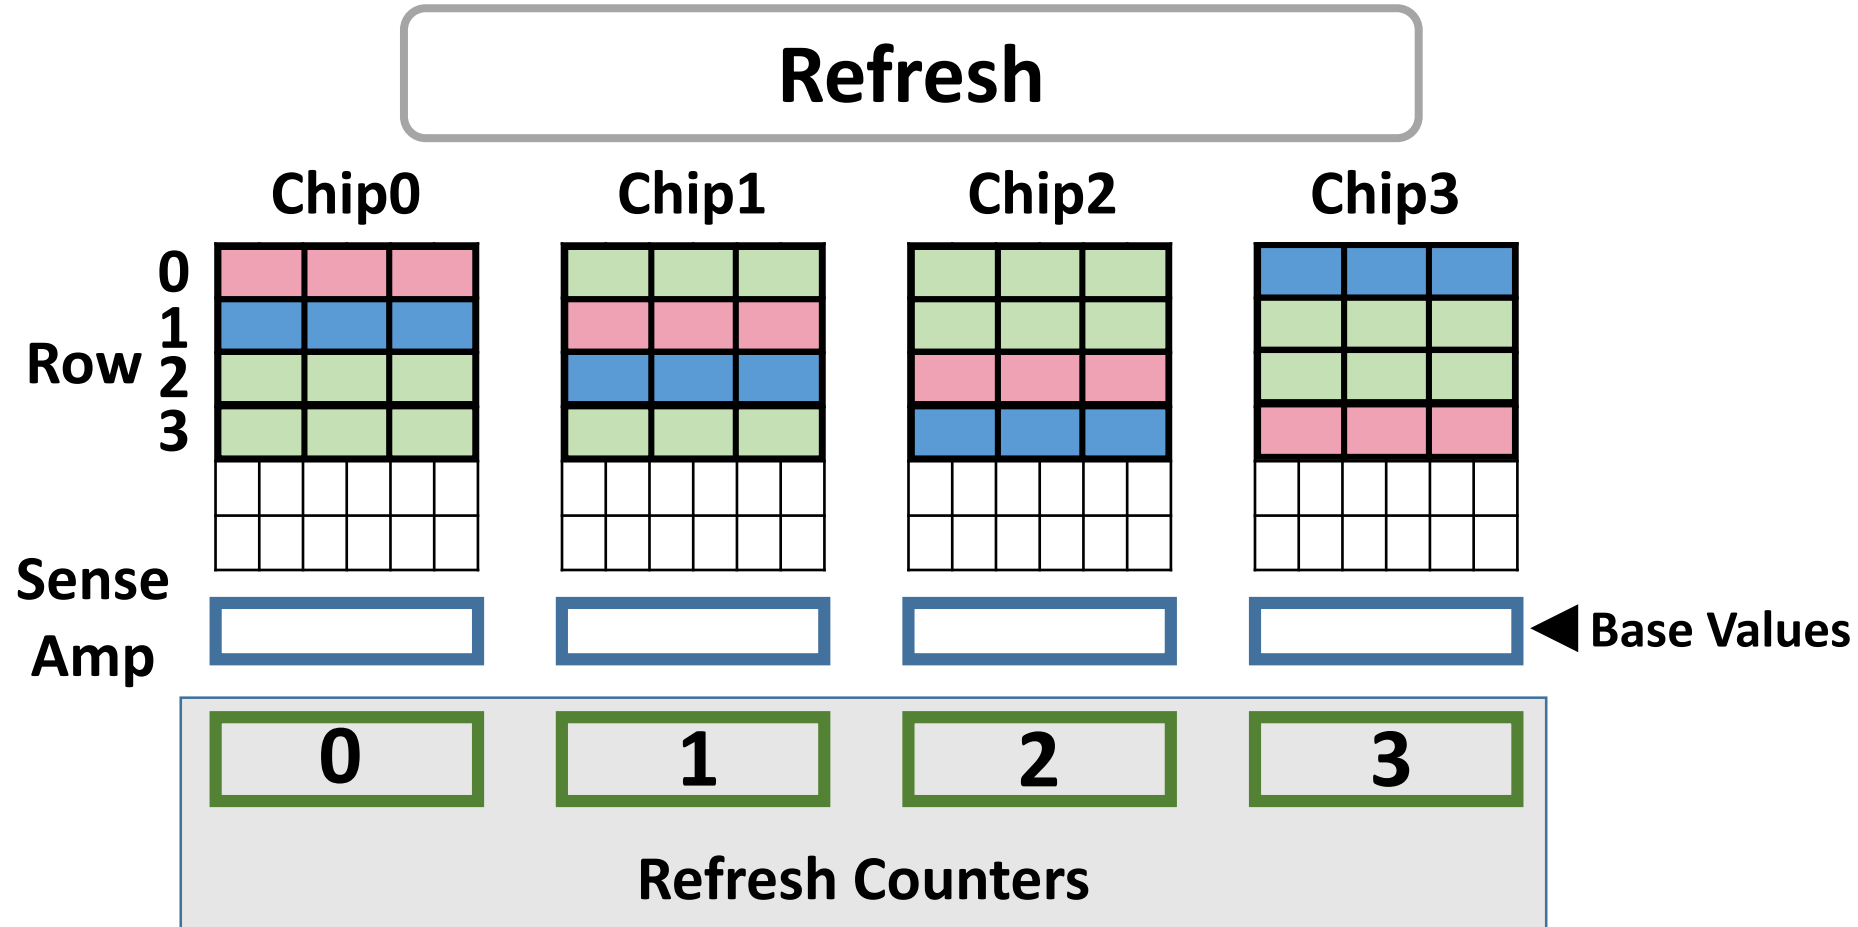 Refresh
Chip0 Chip1 Chip2 Chip3
0
1
Row 2
3
Sense
Amp
Base Values
0 1 2 3
Refresh Counters